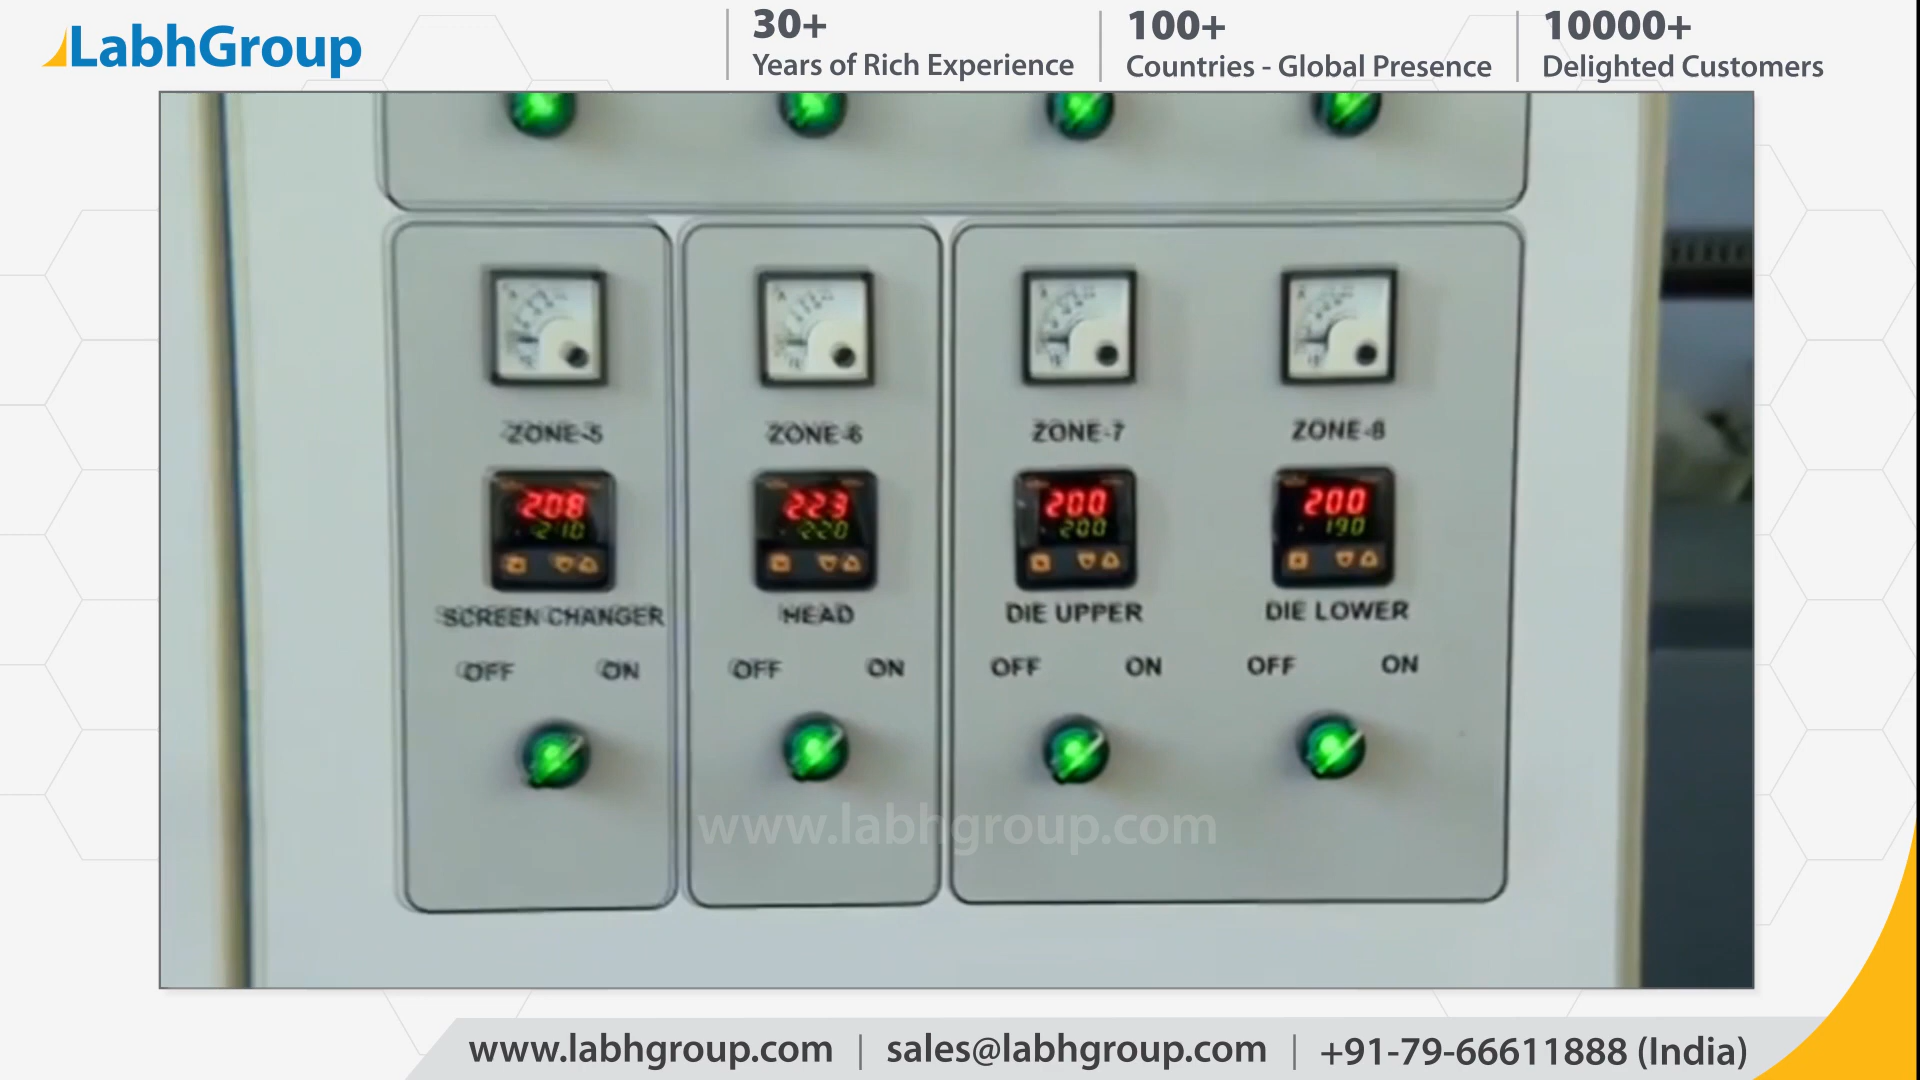 LabhGroup
30+
Years of Rich Experience
100+
Countries - Global Presence
10000+
Delighted Customers
ZONE-5
ZONE-6
ZONE-7
ZONE-8
208
210
223
220
200
200
200
190
SCREEN CHANGER
HEAD
DIE UPPER
DIE LOWER
OFF ON
OFF ON
OFF ON
OFF ON
www.labhgroup.com
www.labhgroup.com | sales@labhgroup.com | +91-79-66611888 (India)